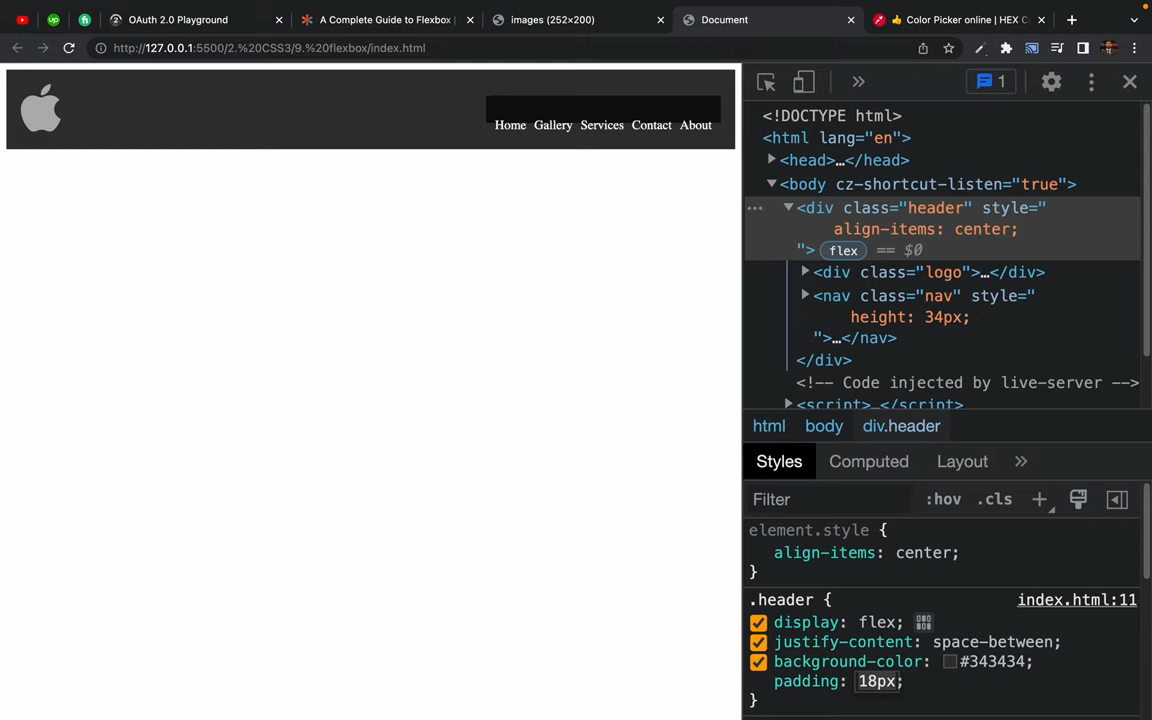 OAuth 2.0 Playground
A Complete Guide to Flexbox
images (252×200)
Document
👍 Color Picker online | HEX C
http://127.0.0.1:5500/2.%20CSS3/9.%20flexbox/index.html
Home Gallery Services Contact About
1
<!DOCTYPE html>
<html lang="en">
<head>…</head>
<body cz-shortcut-listen="true">
<div class="header" style="
align-items: center;
"> flex == $0
<div class="logo">…</div>
<nav class="nav" style="
height: 34px;
">…</nav>
</div>
<!-- Code injected by live-server -->
<script>…</script>
html body div.header
Styles Computed Layout
Filter :hov .cls
element.style {
align-items: center;
}
.header { index.html:11
display: flex;
justify-content: space-between;
background-color: #343434;
padding: 18px;
}